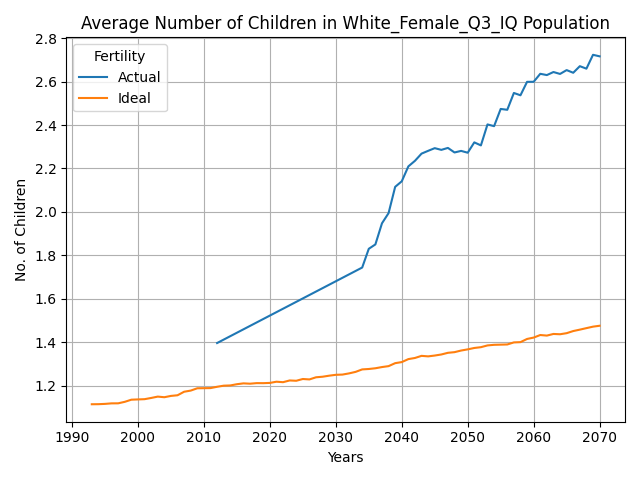 Average Number of Children in White_Female_Q3_IQ Population
Fertility
Actual
Ideal
No. of Children
2.8
2.6
2.4
2.2
2.0
1.8
1.6
1.4
1.2
1990 2000 2010 2020 2030 2040 2050 2060 2070
Years